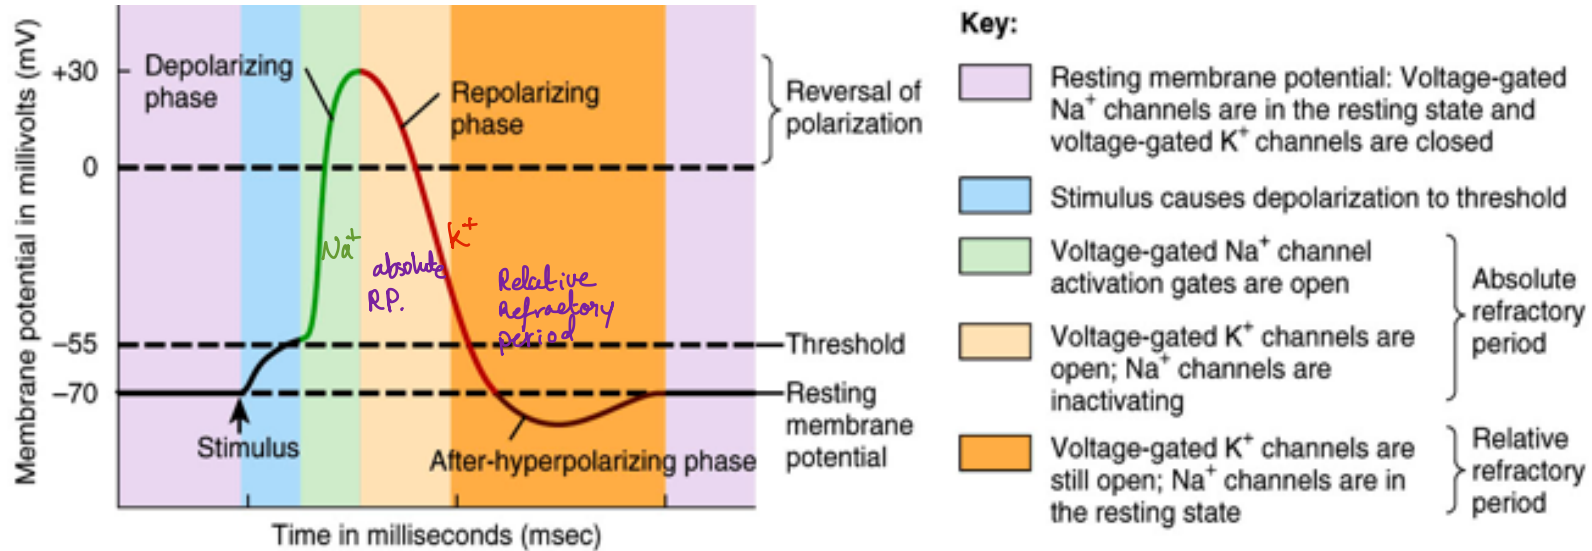 Membrane potential in millivolts (mV)
+30
0
–55
–70
Depolarizing
phase
Repolarizing
phase
Reversal of
polarization
Na+
K+
absolute
RP.
Relative
Refractory
period
Threshold
Resting
membrane
potential
Stimulus
After-hyperpolarizing phase
Time in milliseconds (msec)
Key:
Resting membrane potential: Voltage-gated
Na+ channels are in the resting state and
voltage-gated K+ channels are closed
Stimulus causes depolarization to threshold
Voltage-gated Na+ channel
activation gates are open
Voltage-gated K+ channels are
open; Na+ channels are
inactivating
Absolute
refractory
period
Voltage-gated K+ channels are
still open; Na+ channels are in
the resting state
Relative
refractory
period